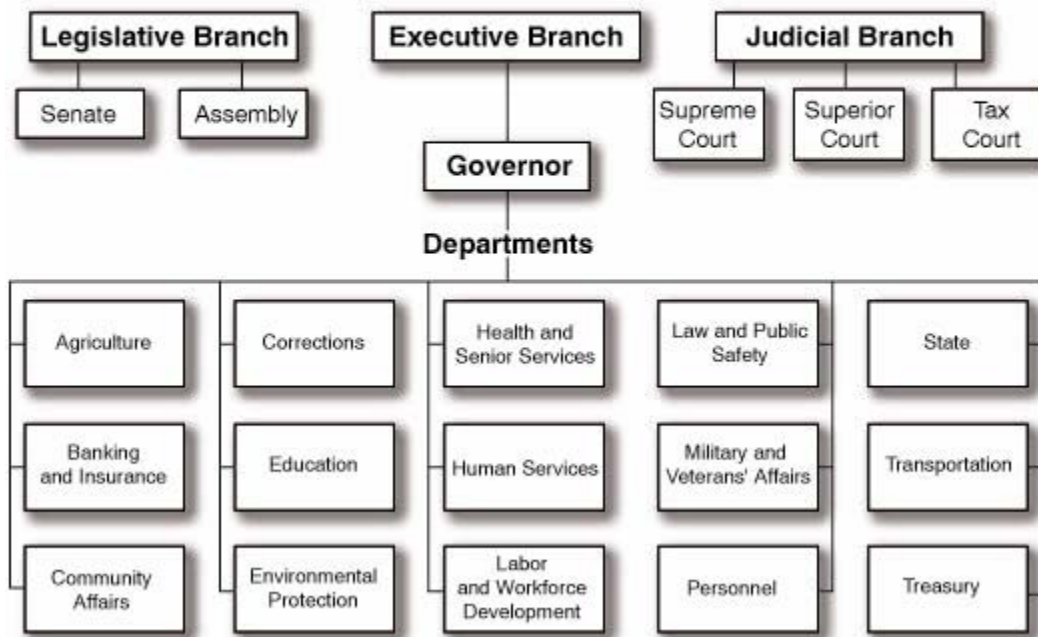 Legislative Branch
Executive Branch
Judicial Branch
Senate
Assembly
Supreme
Court
Superior
Court
Tax
Court
Governor
Departments
Agriculture
Corrections
Health and
Senior Services
Law and Public
Safety
State
Banking
and Insurance
Education
Human Services
Military and
Veterans' Affairs
Transportation
Community
Affairs
Environmental
Protection
Labor
and Workforce
Development
Personnel
Treasury